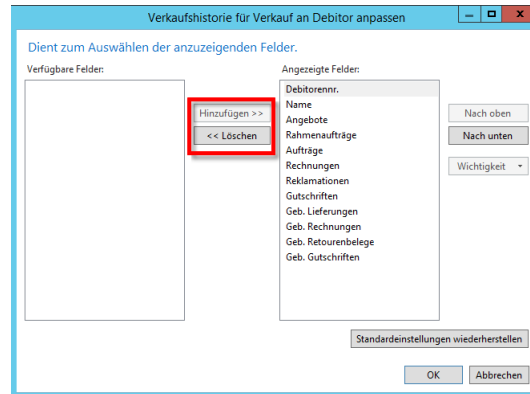 Verkaufshistorie für Verkauf an Debitor anpassen
Dient zum Auswählen der anzuzeigenden Felder.
Verfügbare Felder:
Angezeigte Felder:
Hinzufügen >>
<< Löschen
Debitorennr.
Name
Angebote
Rahmenaufträge
Aufträge
Rechnungen
Reklamationen
Gutschriften
Geb. Lieferungen
Geb. Rechnungen
Geb. Retourenbelege
Geb. Gutschriften
Nach oben
Nach unten
Wichtigkeit
Standardeinstellungen wiederherstellen
OK Abbrechen